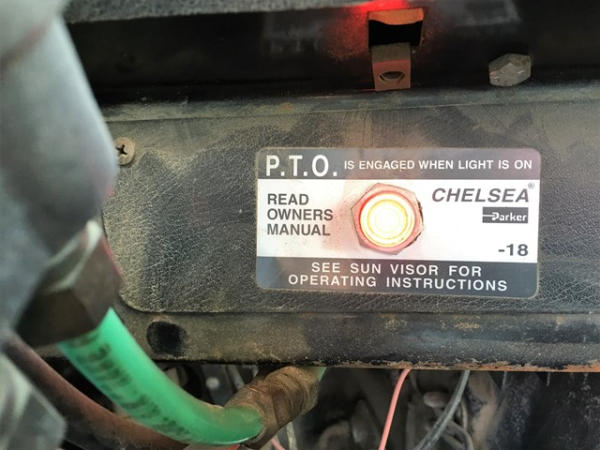 P.T.O. IS ENGAGED WHEN LIGHT IS ON
READ
OWNERS
MANUAL
CHELSEA®
Parker
-18
SEE SUN VISOR FOR
OPERATING INSTRUCTIONS